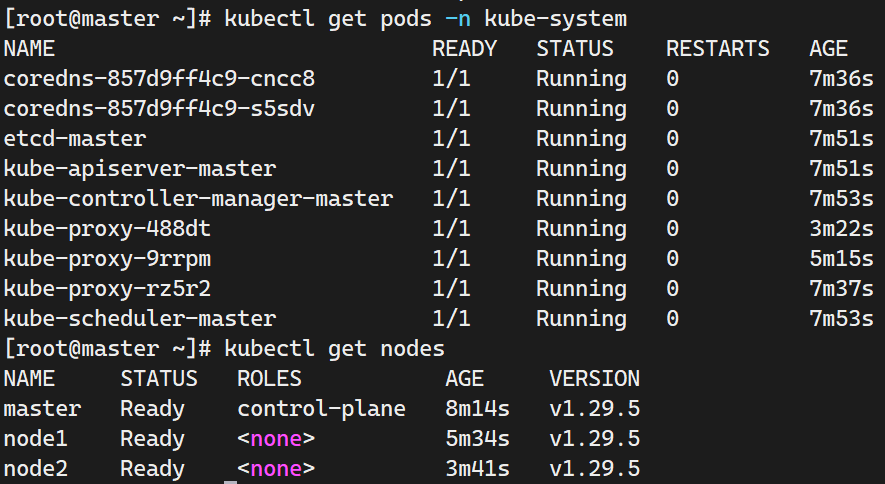 [root@master ~]# kubectl get pods -n kube-system
NAME                             READY   STATUS    RESTARTS   AGE
coredns-857d9ff4c9-cncc8         1/1     Running   0          7m36s
coredns-857d9ff4c9-s5sdv         1/1     Running   0          7m36s
etcd-master                      1/1     Running   0          7m51s
kube-apiserver-master            1/1     Running   0          7m51s
kube-controller-manager-master   1/1     Running   0          7m53s
kube-proxy-488dt                 1/1     Running   0          3m22s
kube-proxy-9rrpm                 1/1     Running   0          5m15s
kube-proxy-rz5r2                 1/1     Running   0          7m37s
kube-scheduler-master            1/1     Running   0          7m53s
[root@master ~]# kubectl get nodes
NAME     STATUS   ROLES           AGE     VERSION
master   Ready    control-plane   8m14s   v1.29.5
node1    Ready    <none>          5m34s   v1.29.5
node2    Ready    <none>          3m41s   v1.29.5